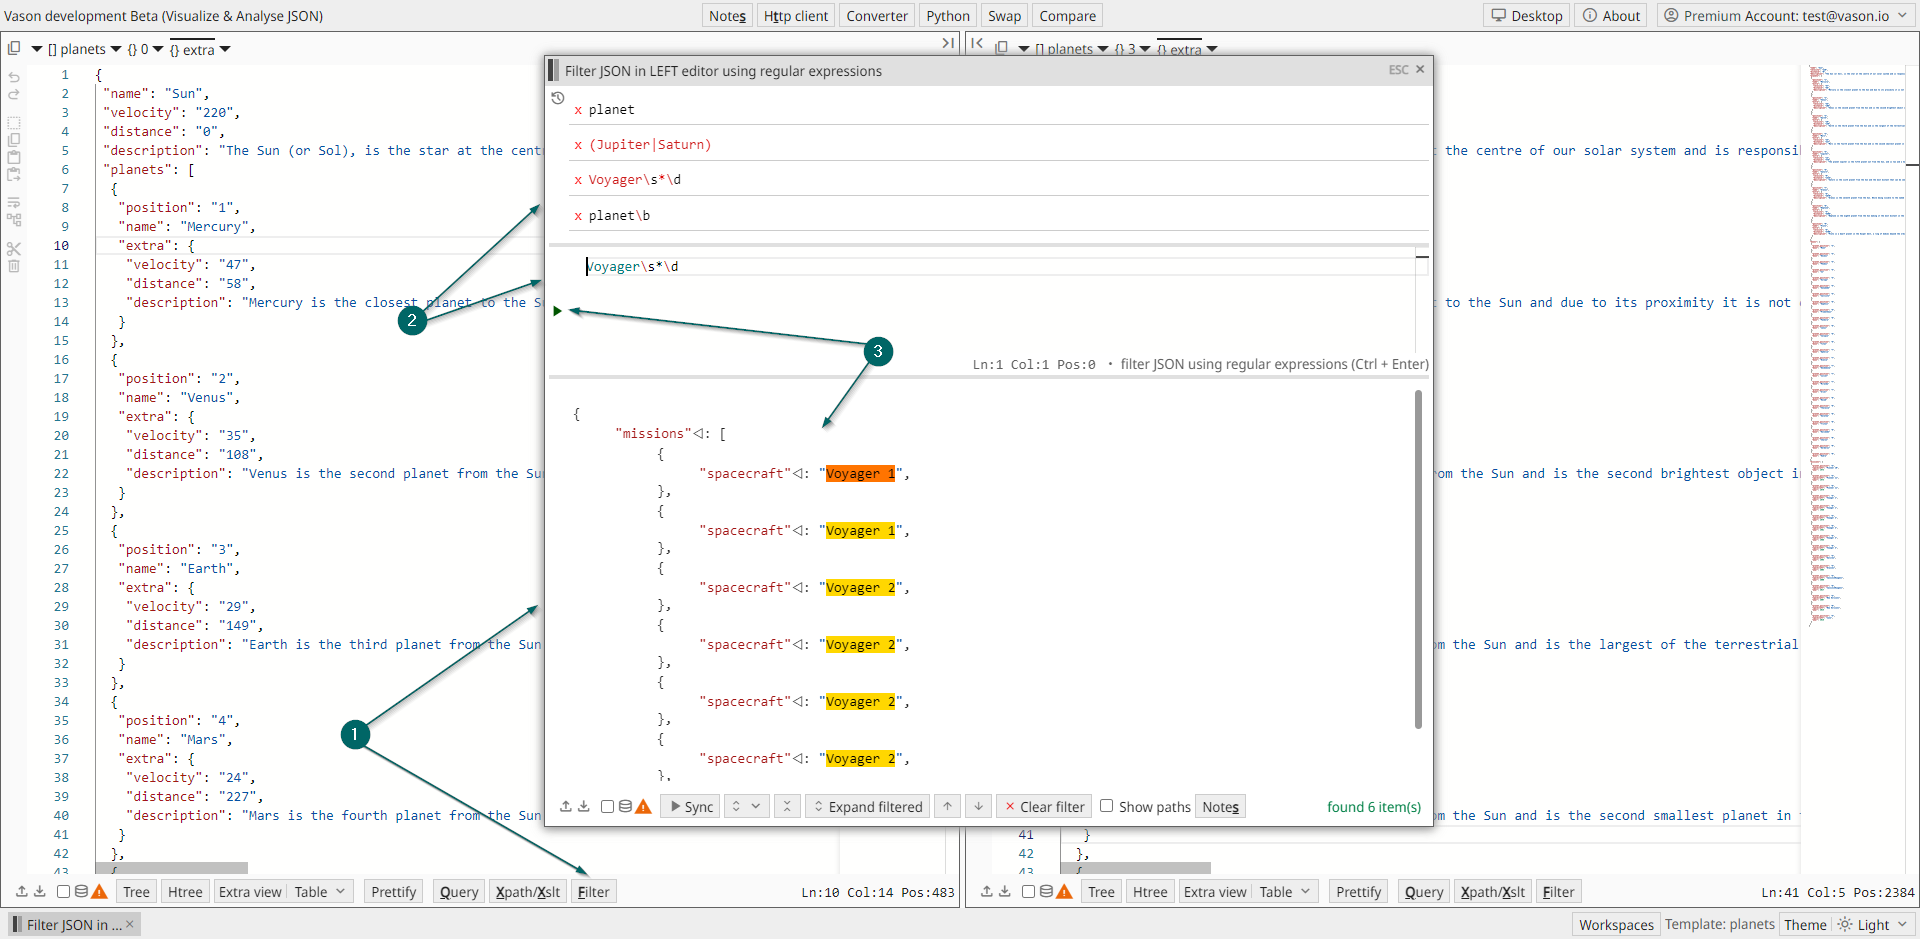 Vason development Beta (Visualize & Analyse JSON)
Notes Http client Converter Python Swap Compare
Desktop About Premium Account: test@vason.io
[] planets {} 0 {} extra
1 {
2 "name": "Sun",
3 "velocity": "220",
4 "distance": "0",
5 "description": "The Sun (or Sol), is the star at the cent
6 "planets": [
7 {
8 "position": "1",
9 "name": "Mercury",
10 "extra": {
11 "velocity": "47",
12 "distance": "58",
13 "description": "Mercury is the closest planet to the S
14 }
15 },
16 {
17 "position": "2",
18 "name": "Venus",
19 "extra": {
20 "velocity": "35",
21 "distance": "108",
22 "description": "Venus is the second planet from the Su
23 }
24 },
25 {
26 "position": "3",
27 "name": "Earth",
28 "extra": {
29 "velocity": "29",
30 "distance": "149",
31 "description": "Earth is the third planet from the Sun
32 }
33 },
34 {
35 "position": "4",
36 "name": "Mars",
37 "extra": {
38 "velocity": "24",
39 "distance": "227",
40 "description": "Mars is the fourth planet from the Sun
41 }
42 },
43 {
2
1
3
Tree Htree Extra view Table Prettify Query Xpath/Xslt Filter Ln:10 Col:14 Pos:483
Filter JSON in LEFT editor using regular expressions ESC ×
x planet
x (Jupiter|Saturn)
x Voyager\s*\d
x planet\b
Voyager\s*\d
Ln:1 Col:1 Pos:0 • filter JSON using regular expressions (Ctrl + Enter)
{
"missions": [
{
"spacecraft": "Voyager 1",
},
{
"spacecraft": "Voyager 1",
},
{
"spacecraft": "Voyager 2",
},
{
"spacecraft": "Voyager 2",
},
{
"spacecraft": "Voyager 2",
},
{
"spacecraft": "Voyager 2",
},
Sync Expand filtered Clear filter Show paths Notes found 6 item(s)
[] planets {} 3 {} extra
the centre of our solar system and is responsi
to the Sun and due to its proximity it is not
om the Sun and is the second brightest object i
om the Sun and is the largest of the terrestrial
om the Sun and is the second smallest planet in
41 }
42 },
43 {
Tree Htree Extra view Table Prettify Query Xpath/Xslt Filter Ln:41 Col:5 Pos:2384
Filter JSON in ... ×
Workspaces Template: planets Theme Light